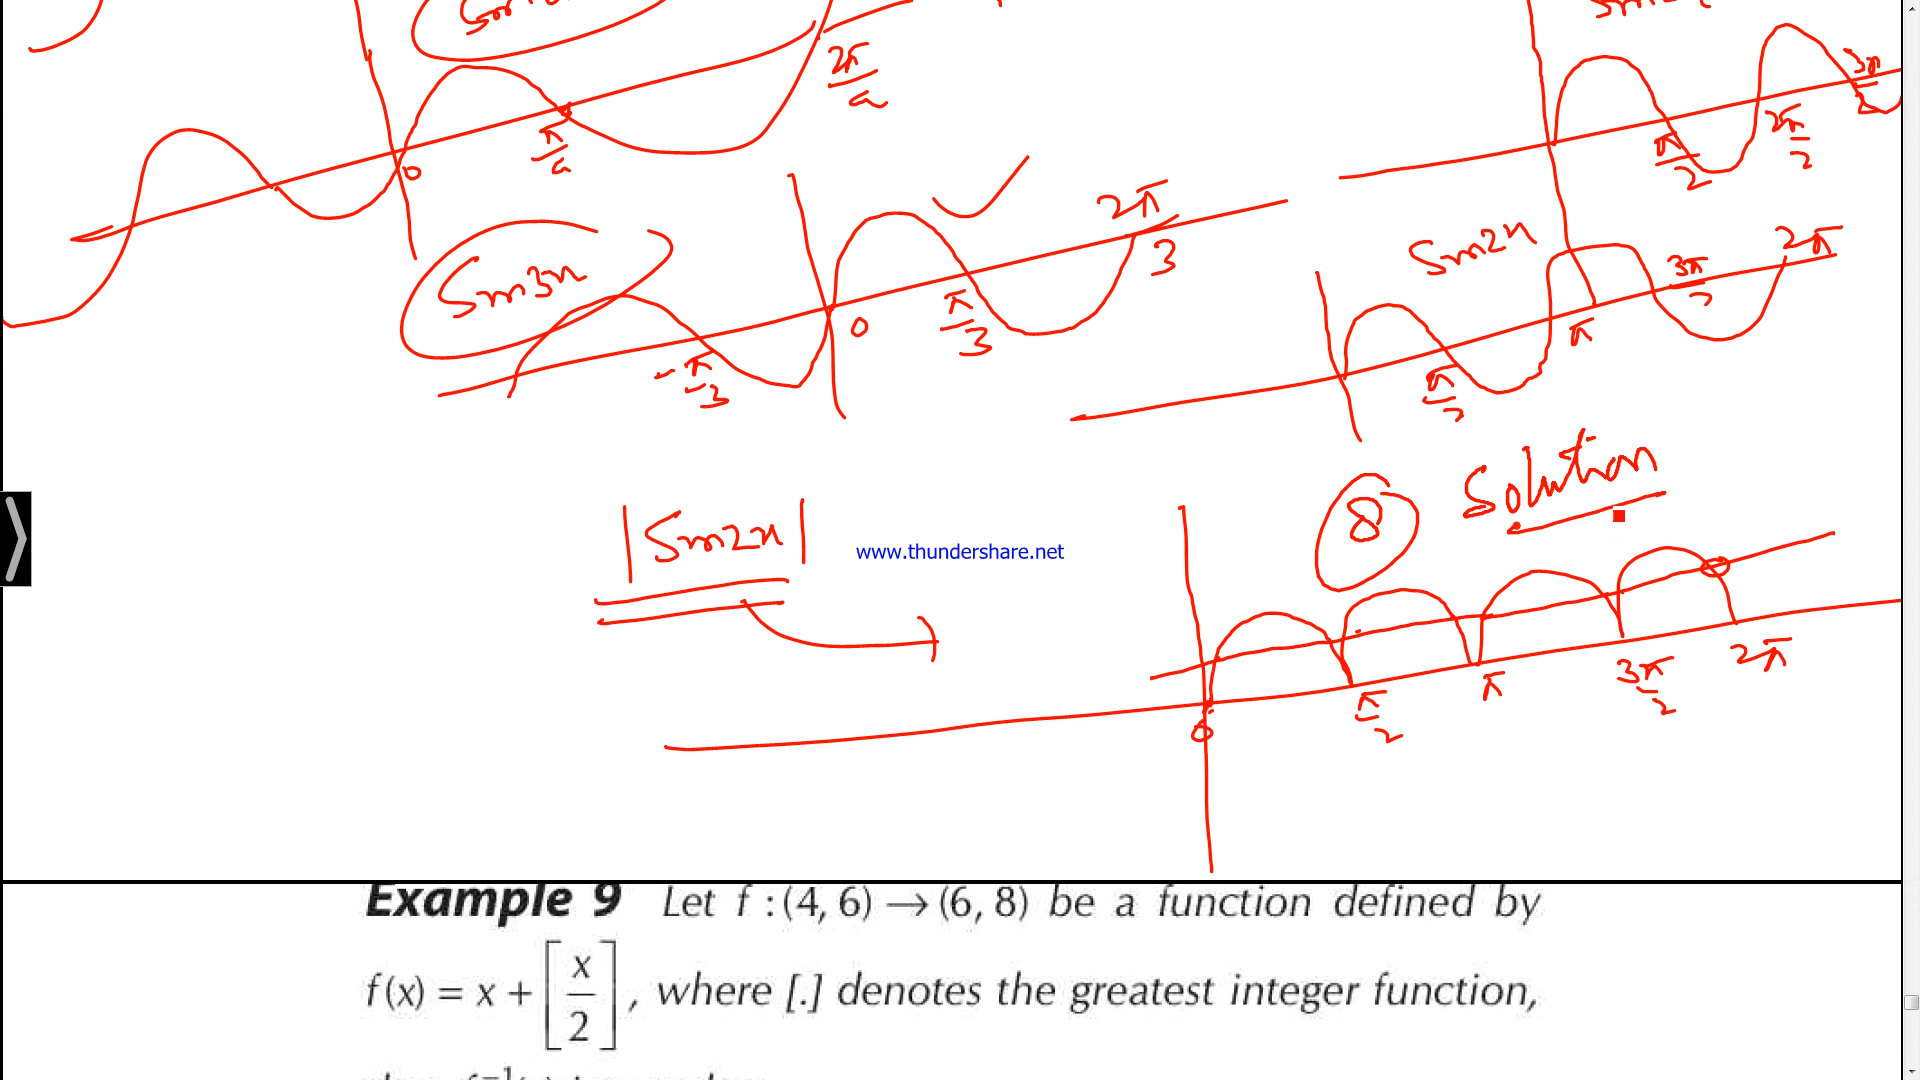 2π/a
π/a
0
3π/2
π/2
2π/2
2π/3
Sin3x
0
π/3
-π/3
Sin2x
2π
3π/2
π
π/2
Solution
8
|Sin2x|
www.thundershare.net
0
π/2
π
3π/2
2π
Example 9 Let f : (4, 6) → (6, 8) be a function defined by
f(x) = x + [x/2], where [.] denotes the greatest integer function,